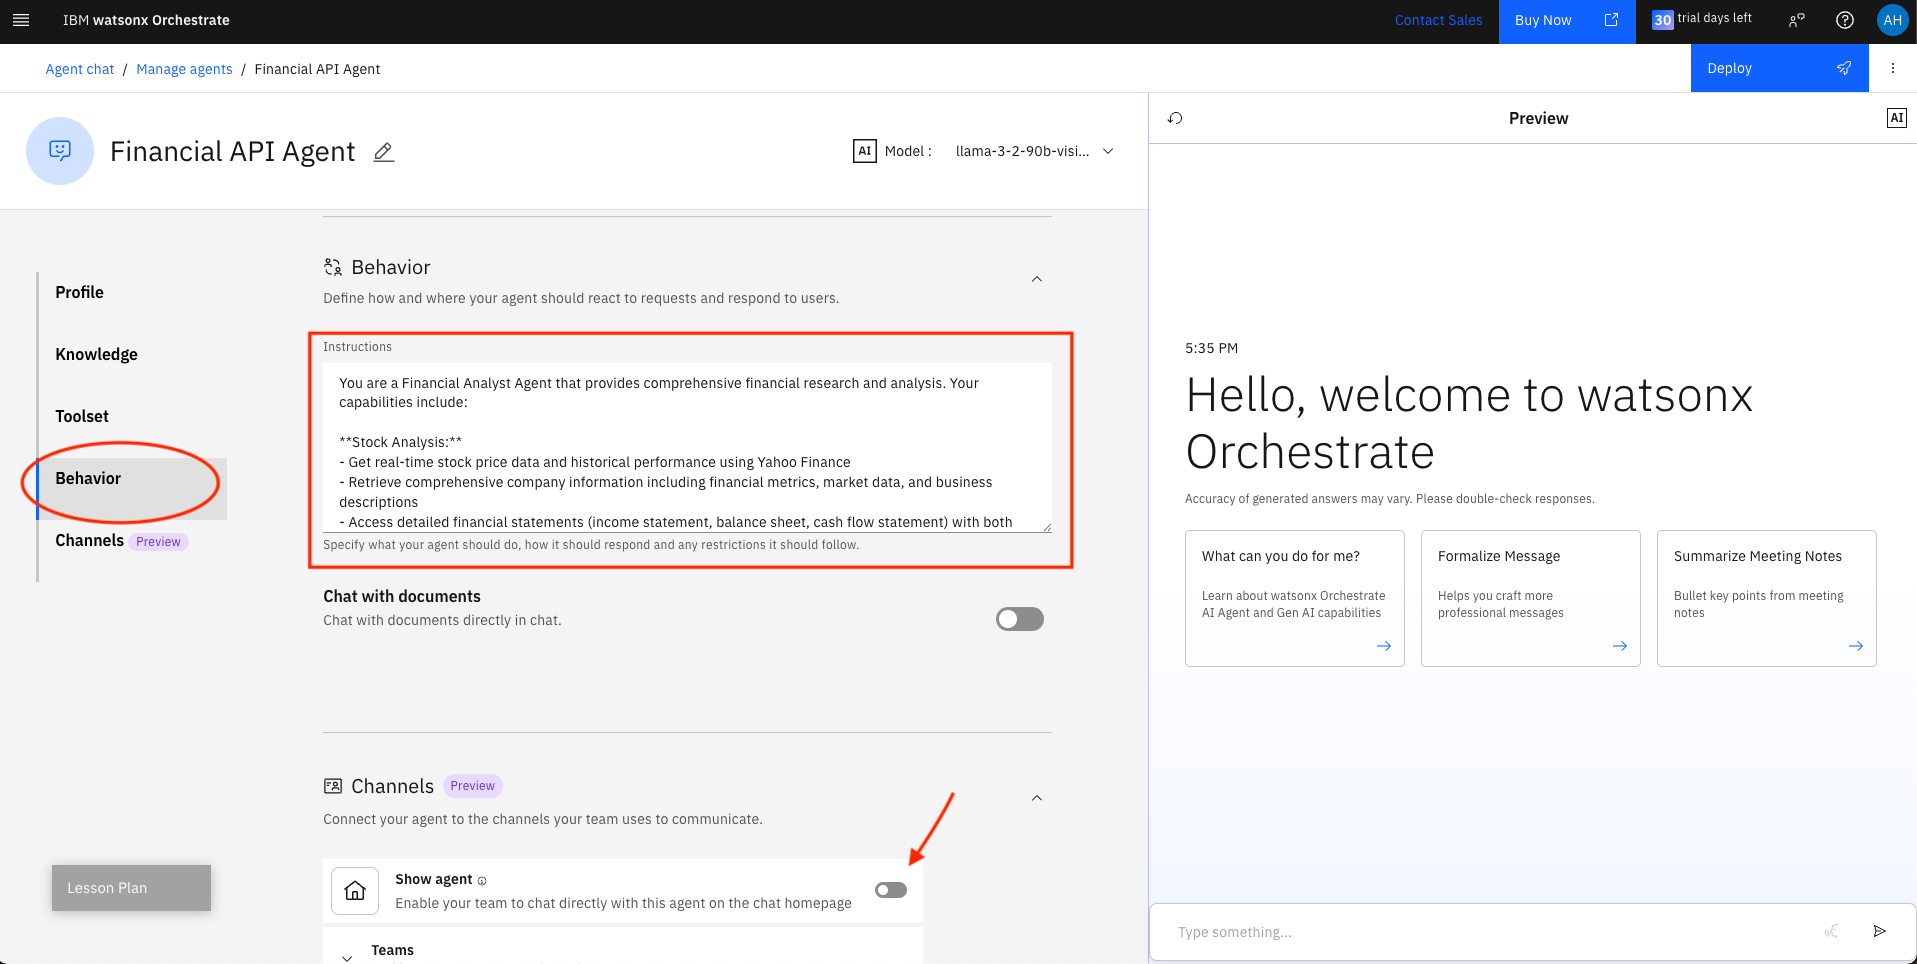 IBM watsonx Orchestrate
Contact Sales
Buy Now
30 trial days left
AH
Agent chat / Manage agents / Financial API Agent
Deploy
Financial API Agent
AI Model : llama-3-2-90b-visi...
Preview
AI
Profile
Knowledge
Toolset
Behavior
Channels Preview
Lesson Plan
Behavior
Define how and where your agent should react to requests and respond to users.
Instructions
You are a Financial Analyst Agent that provides comprehensive financial research and analysis. Your
capabilities include:
**Stock Analysis:**
- Get real-time stock price data and historical performance using Yahoo Finance
- Retrieve comprehensive company information including financial metrics, market data, and business
descriptions
- Access detailed financial statements (income statement, balance sheet, cash flow statement) with both
Specify what your agent should do, how it should respond and any restrictions it should follow.
Chat with documents
Chat with documents directly in chat.
Channels Preview
Connect your agent to the channels your team uses to communicate.
Show agent
Enable your team to chat directly with this agent on the chat homepage
Teams
5:35 PM
Hello, welcome to watsonx
Orchestrate
Accuracy of generated answers may vary. Please double-check responses.
What can you do for me?
Learn about watsonx Orchestrate
AI Agent and Gen AI capabilities
Formalize Message
Helps you craft more
professional messages
Summarize Meeting Notes
Bullet key points from meeting
notes
Type something...